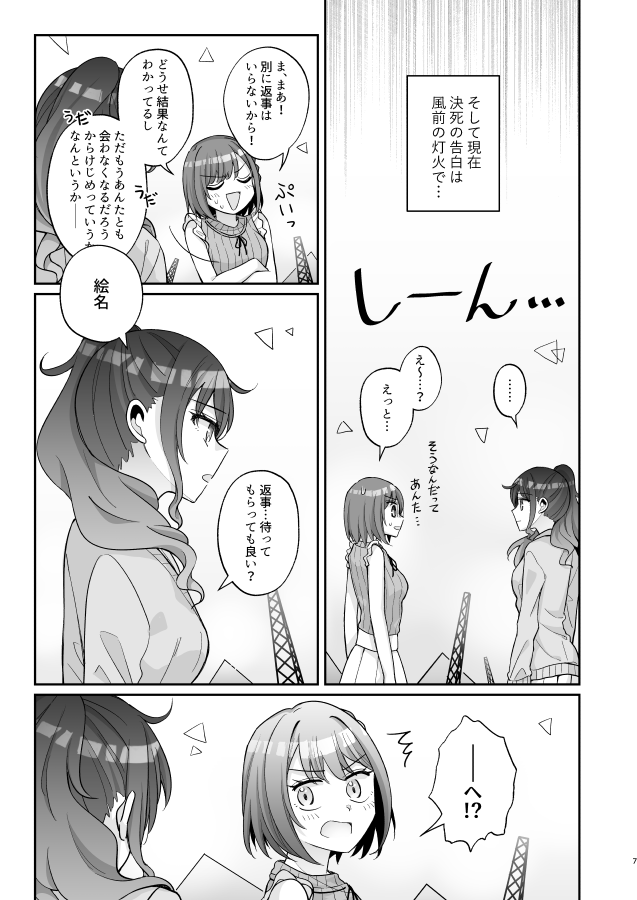 そして現在
決死の告白は
風前の灯火で…
しーん…
……
え〜…?
えっと…
そうなんだって
あんた…
ま、まあ!
別に返事は
いらないから!
ぷいっ
どうせ結果なんて
わかってるし
うだ
うだ
ただもうあんたとも
会わなくなるだろう
からけじめっていうか
なんというか――
絵名
返事…待って
もらっても良い?
――へ!?
7